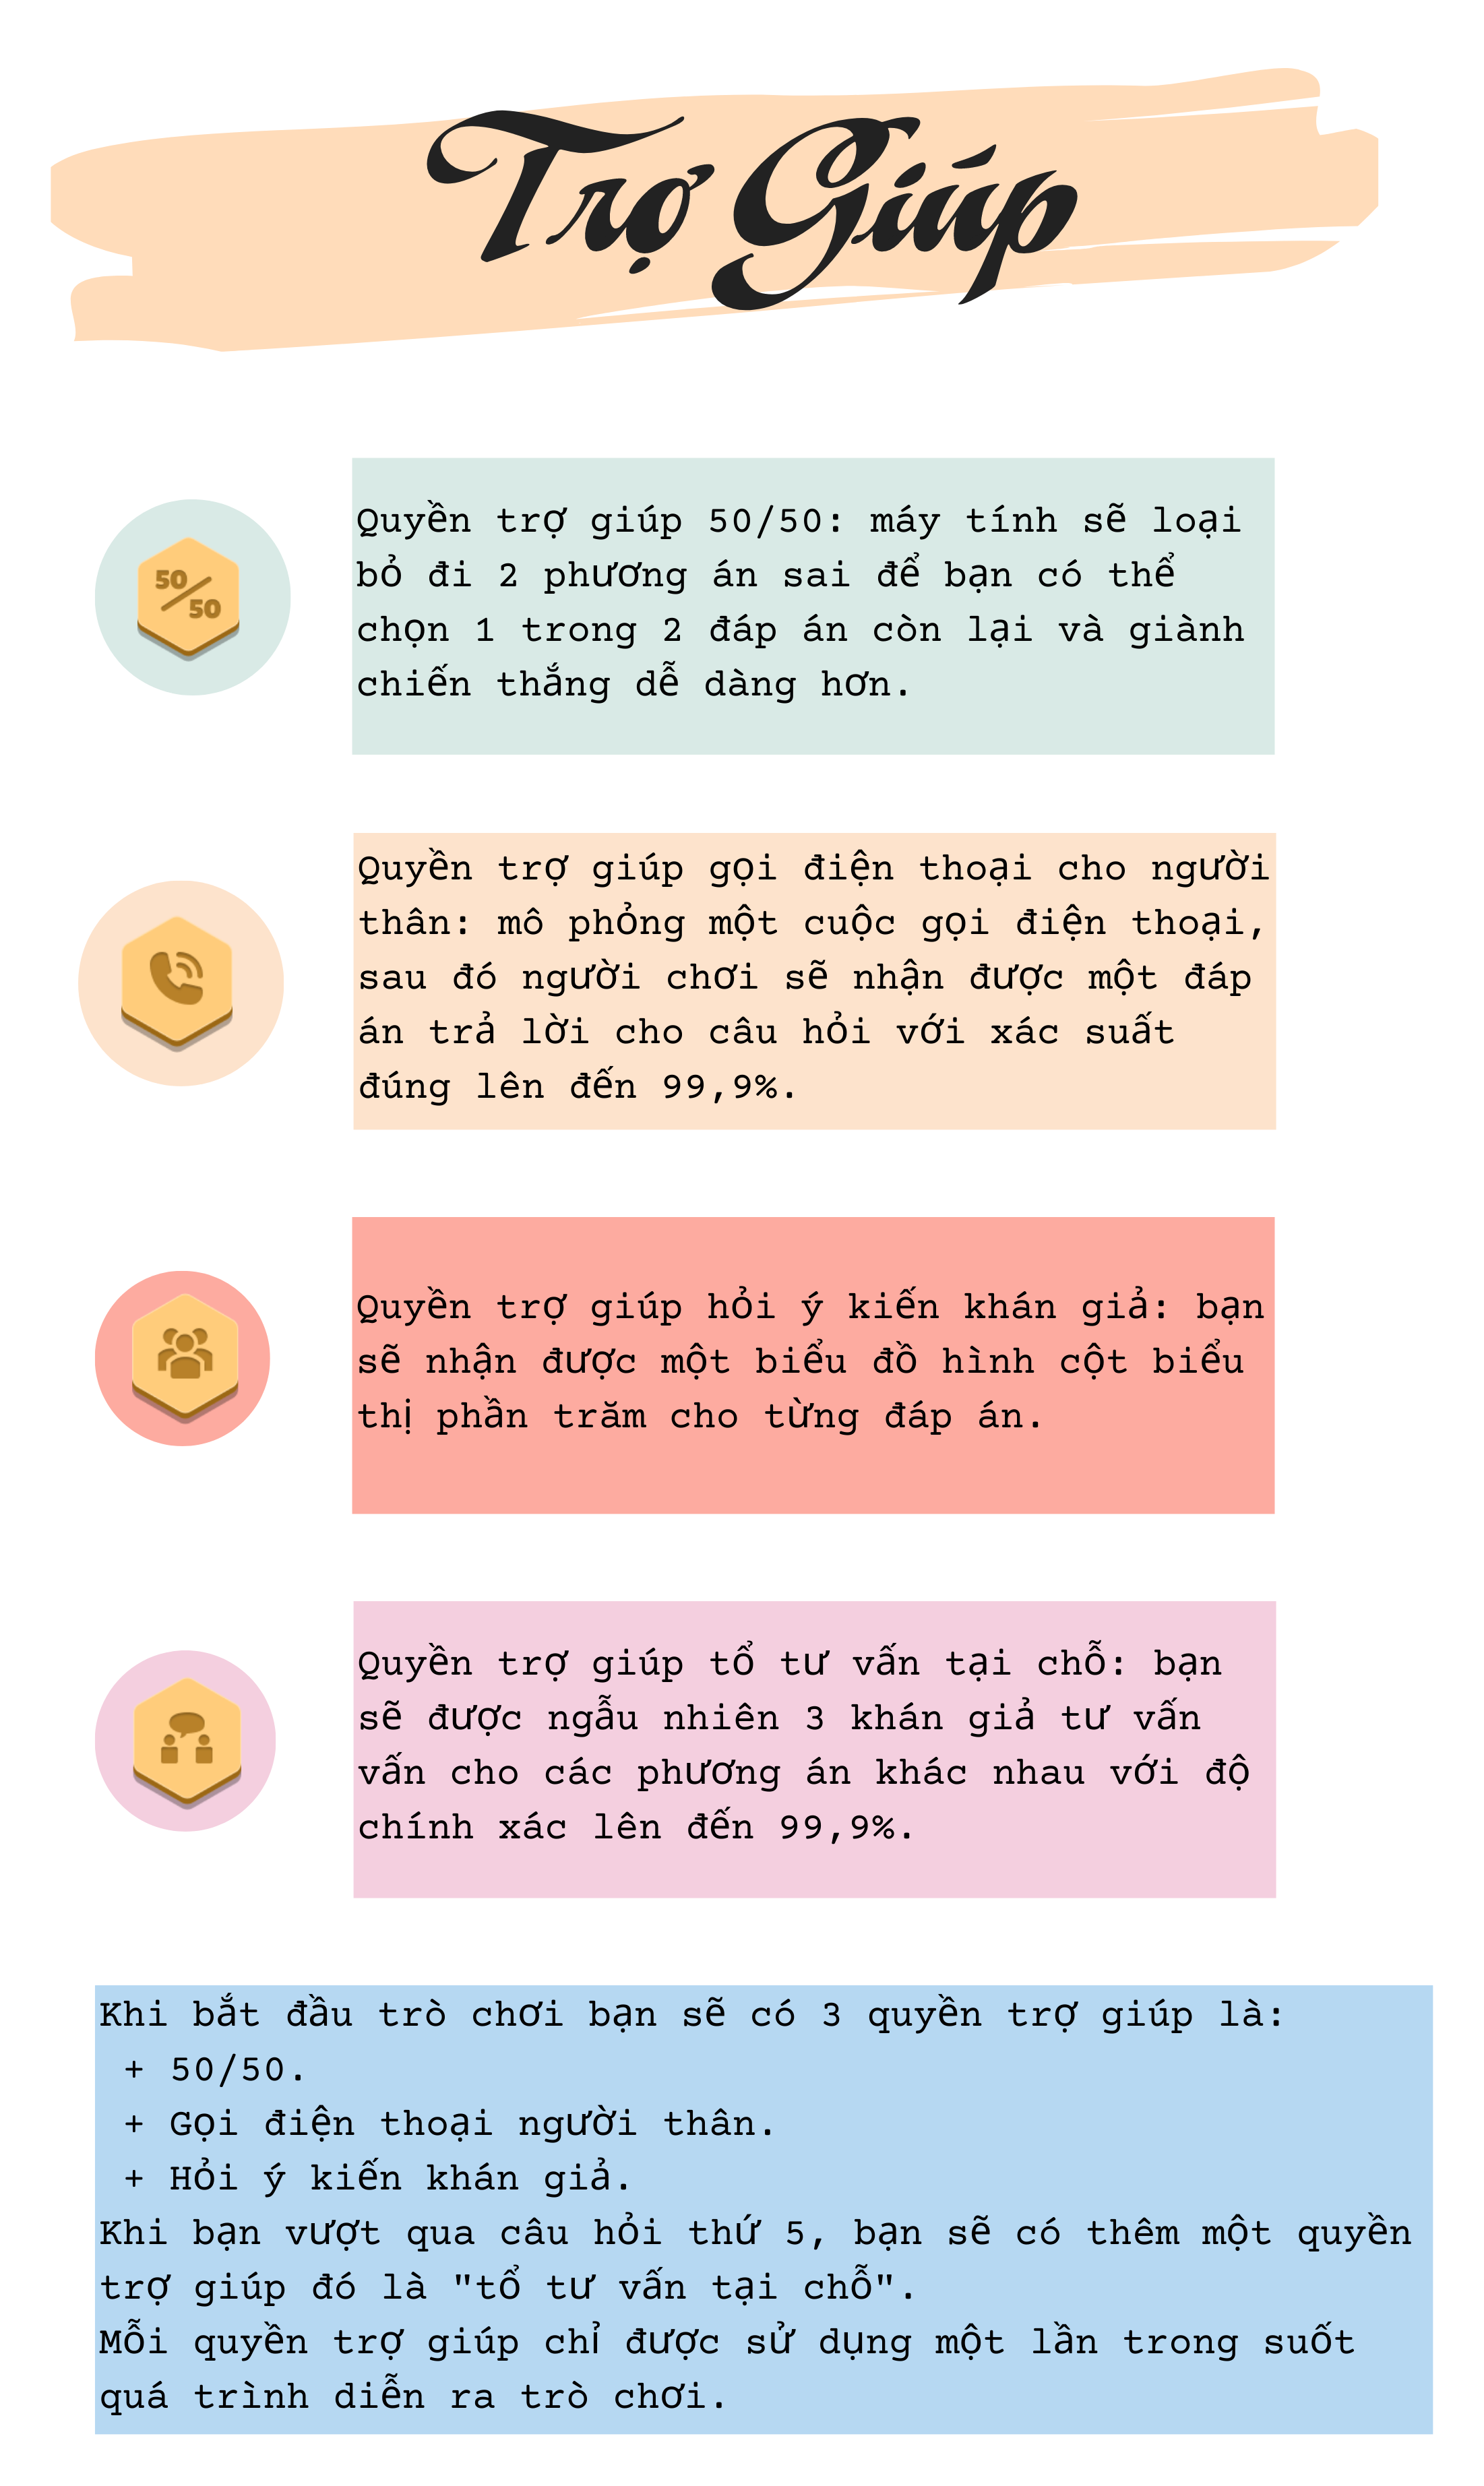 Trợ Giúp
50/50
Quyền trợ giúp 50/50: máy tính sẽ loại
bỏ đi 2 phương án sai để bạn có thể
chọn 1 trong 2 đáp án còn lại và giành
chiến thắng dễ dàng hơn.
Quyền trợ giúp gọi điện thoại cho người
thân: mô phỏng một cuộc gọi điện thoại,
sau đó người chơi sẽ nhận được một đáp
án trả lời cho câu hỏi với xác suất
đúng lên đến 99,9%.
Quyền trợ giúp hỏi ý kiến khán giả: bạn
sẽ nhận được một biểu đồ hình cột biểu
thị phần trăm cho từng đáp án.
Quyền trợ giúp tổ tư vấn tại chỗ: bạn
sẽ được ngẫu nhiên 3 khán giả tư vấn
vấn cho các phương án khác nhau với độ
chính xác lên đến 99,9%.
Khi bắt đầu trò chơi bạn sẽ có 3 quyền trợ giúp là:
+ 50/50.
+ Gọi điện thoại người thân.
+ Hỏi ý kiến khán giả.
Khi bạn vượt qua câu hỏi thứ 5, bạn sẽ có thêm một quyền
trợ giúp đó là "tổ tư vấn tại chỗ".
Mỗi quyền trợ giúp chỉ được sử dụng một lần trong suốt
quá trình diễn ra trò chơi.